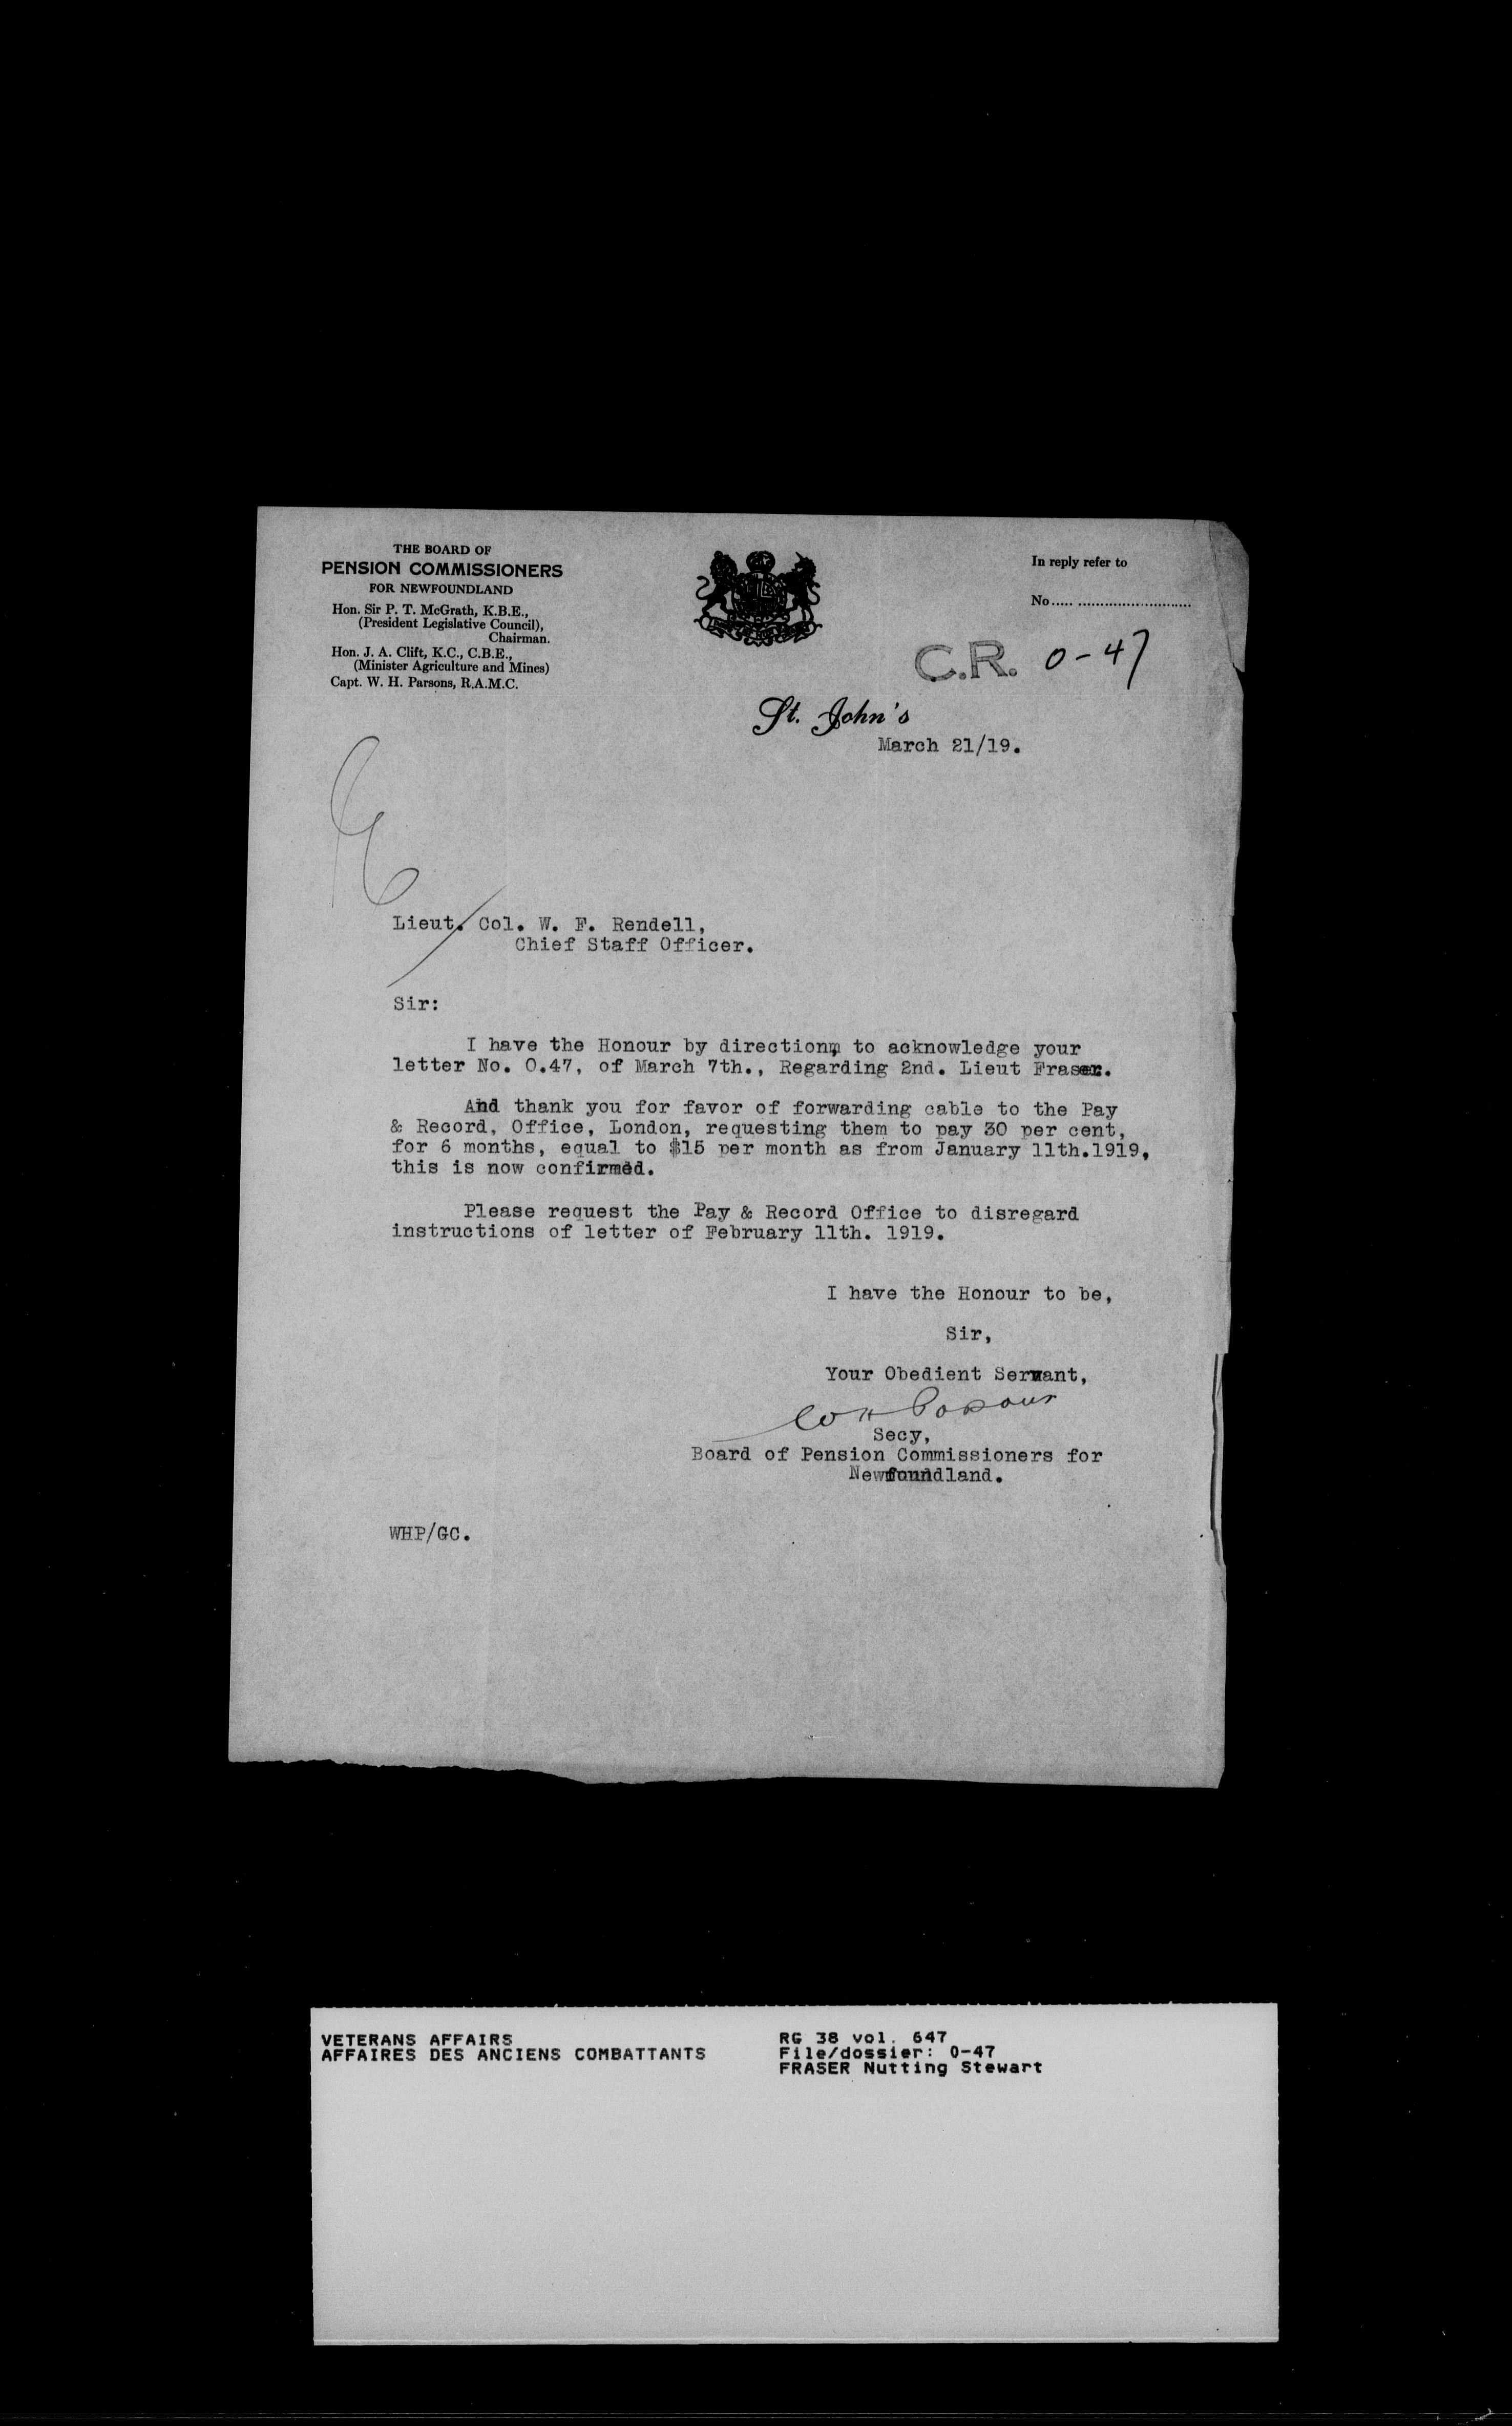 THE BOARD OF
PENSION COMMISSIONERS
FOR NEWFOUNDLAND
Hon. Sir P. T. McGrath, K.B.E.,
(President Legislative Council),
Chairman.
Hon. J. A. Clift, K.C., C.B.E.,
(Minister Agriculture and Mines)
Capt. W. H. Parsons, R.A.M.C.
In reply refer to
No...............................
C.R. 0-47
St. John's
March 21/19.
Lieut. Col. W. F. Rendell,
Chief Staff Officer.
Sir:
I have the Honour by direction, to acknowledge your
letter No. O.47, of March 7th., Regarding 2nd. Lieut Fraser.
And thank you for favor of forwarding cable to the Pay
& Record, Office, London, requesting them to pay 30 per cent,
for 6 months, equal to $15 per month as from January 11th.1919,
this is now confirmed.
Please request the Pay & Record Office to disregard
instructions of letter of February 11th. 1919.
I have the Honour to be,
Sir,
Your Obedient Servant,
W H Parsons
Secy,
Board of Pension Commissioners for
Newfoundland.
WHP/GC.
VETERANS AFFAIRS
AFFAIRES DES ANCIENS COMBATTANTS
RG 38 vol. 647
File/dossier: 0-47
FRASER Nutting Stewart